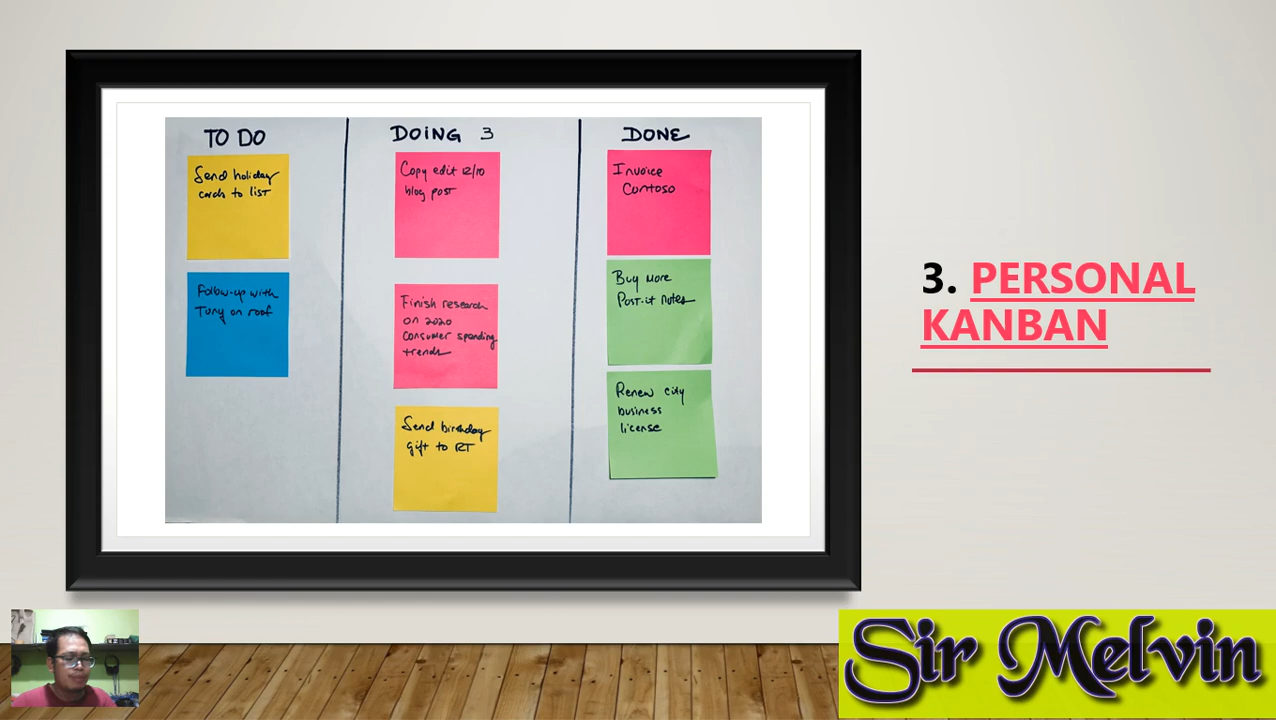 TO DO
Send holiday
cards to list
Follow-up with
Tony on roof
DOING 3
Copy edit 12/10
blog post
Finish research
on 2020
consumer spending
trends
Send birthday
gift to RT
DONE
Invoice
Contoso
Buy More
Post-it notes
Renew city
business
license
3. PERSONAL
KANBAN
Sir Melvin